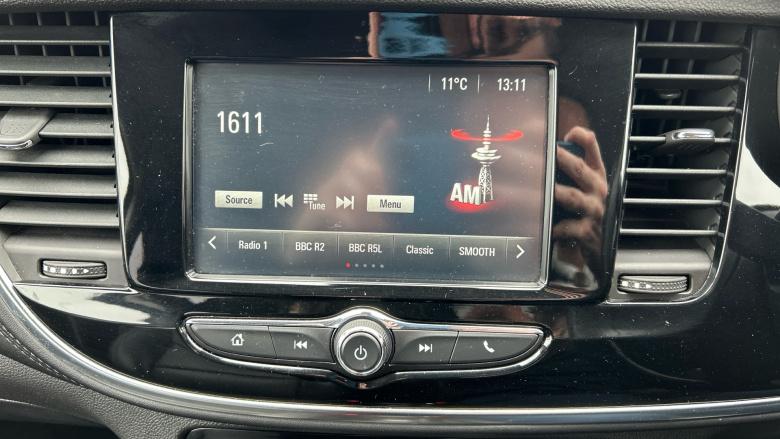 11°C 13:11
1611
AM
Source Tune Menu
Radio 1 BBC R2 BBC R5L Classic SMOOTH